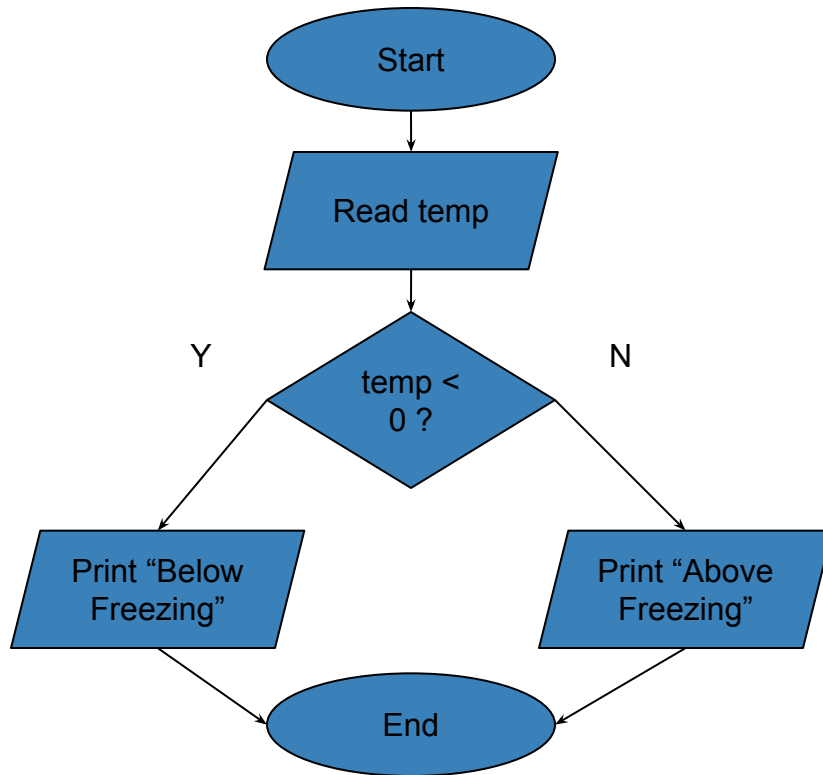 Start
Read temp
Y
N
temp <
0 ?
Print “Below
Freezing”
Print “Above
Freezing”
End